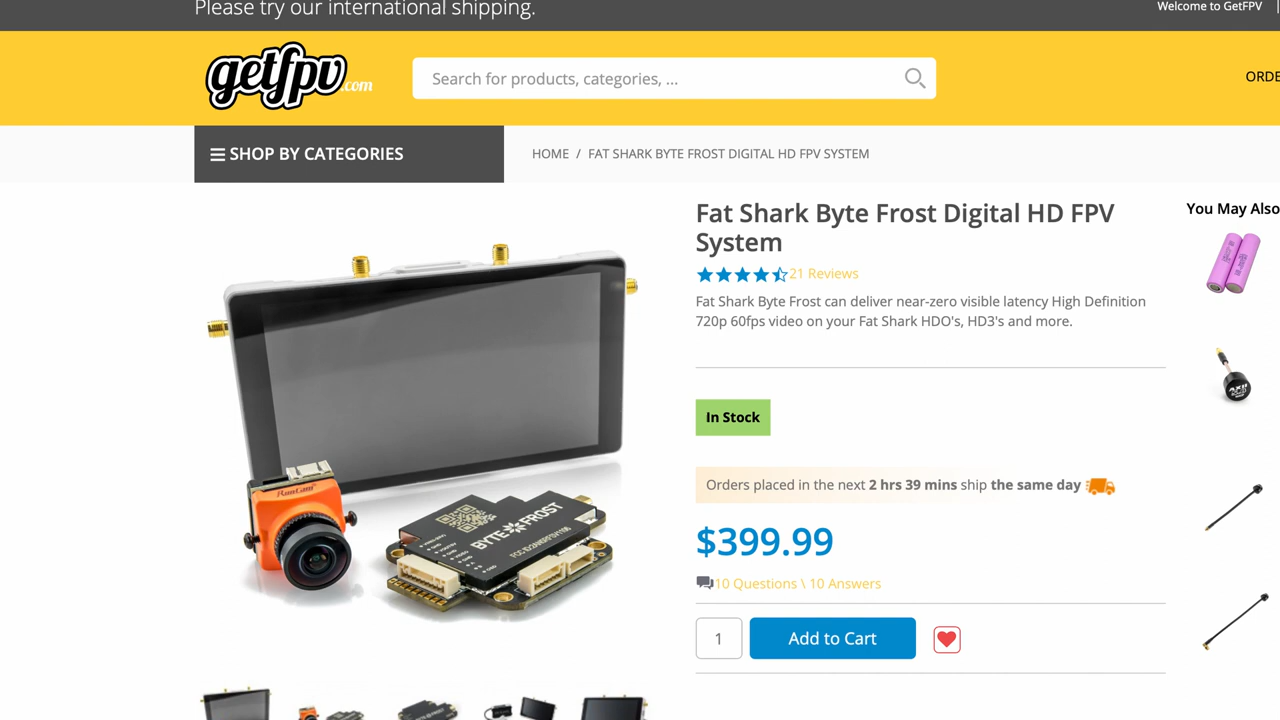 Please try our international shipping.
Welcome to GetFPV
getfpv.com
Search for products, categories, ...
SHOP BY CATEGORIES
HOME / FAT SHARK BYTE FROST DIGITAL HD FPV SYSTEM
Fat Shark Byte Frost Digital HD FPV
System
21 Reviews
Fat Shark Byte Frost can deliver near-zero visible latency High Definition
720p 60fps video on your Fat Shark HDO's, HD3's and more.
In Stock
Orders placed in the next 2 hrs 39 mins ship the same day
$399.99
10 Questions \ 10 Answers
1
Add to Cart
You May Also
RunCam
BYTE FROST
AXII